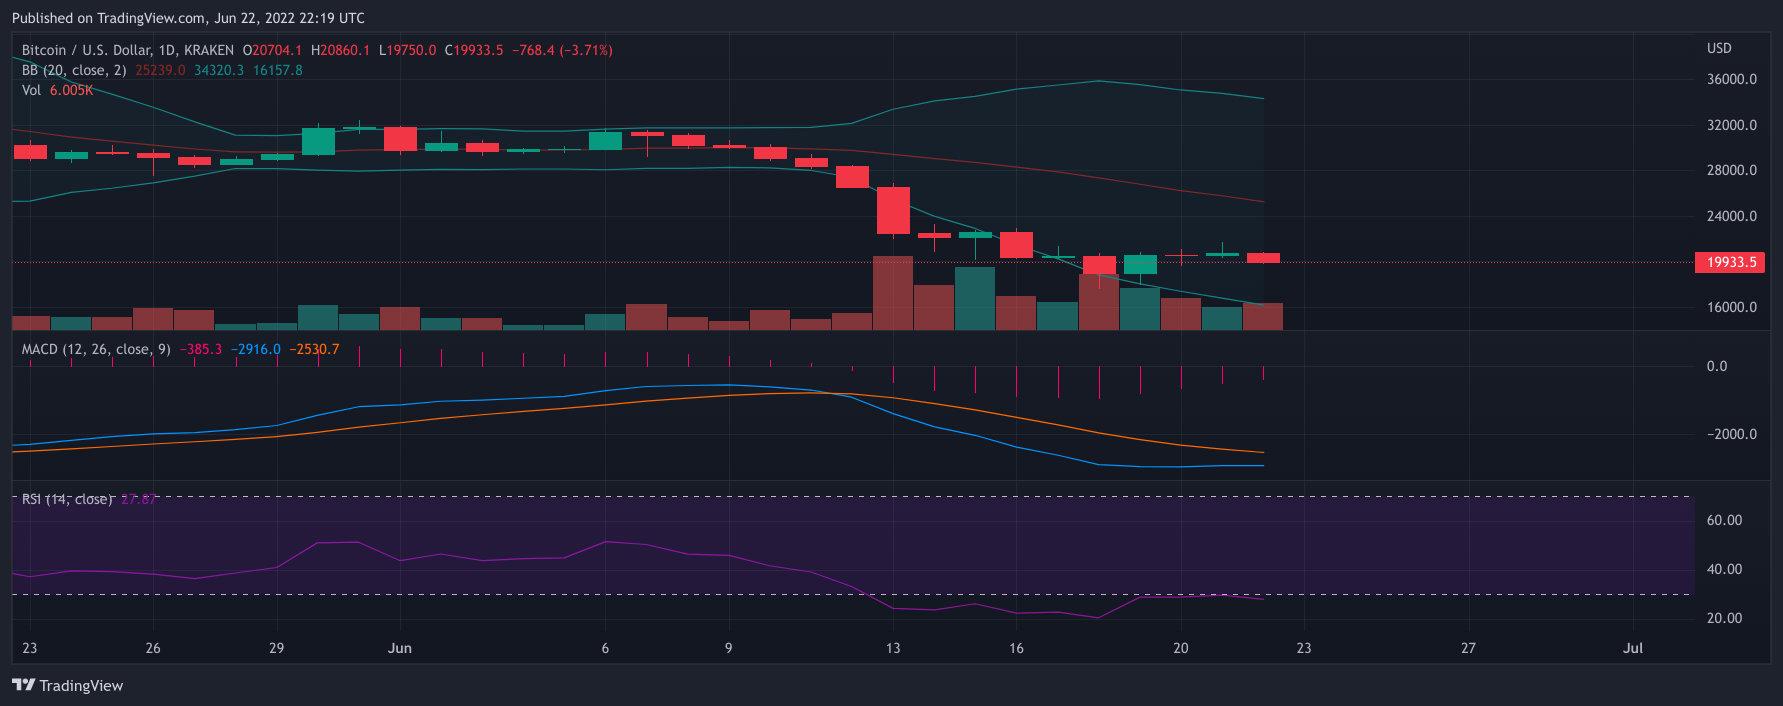 Published on TradingView.com, Jun 22, 2022 22:19 UTC
Bitcoin / U.S. Dollar, 1D, KRAKEN O20704.1 H20860.1 L19750.0 C19933.5 −768.4 (−3.71%)
USD
BB (20, close, 2) 25239.0 34320.3 16157.8
Vol 6.005K
36000.0
32000.0
28000.0
24000.0
19933.5
16000.0
MACD (12, 26, close, 9) −385.3 −2916.0 −2530.7
0.0
−2000.0
RSI (14, close) 27.87
60.00
40.00
20.00
23 26 29 Jun 6 9 13 16 20 23 27 Jul
TradingView